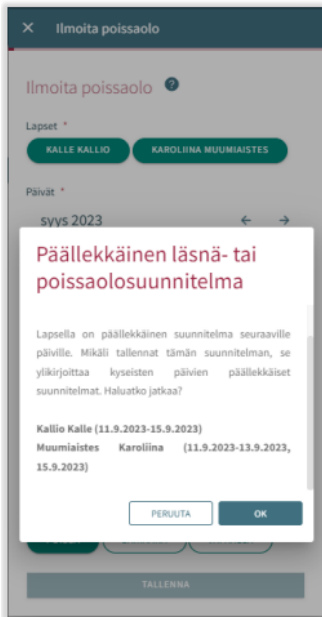 × Ilmoita poissaolo
Ilmoita poissaolo ?
Lapset *
KALLE KALLIO KAROLIINA MUUMIAISTES
Päivät *
syys 2023 ← →
Päällekkäinen läsnä- tai
poissaolosuunnitelma
Lapsella on päällekkäinen suunnitelma seuraaville
päiville. Mikäli tallennat tämän suunnitelman, se
ylikirjoittaa kyseisten päivien päällekkäiset
suunnitelmat. Haluatko jatkaa?
Kallio Kalle (11.9.2023-15.9.2023)
Muumiaistes Karoliina (11.9.2023-13.9.2023,
15.9.2023)
PERUUTA OK
TALLENNA